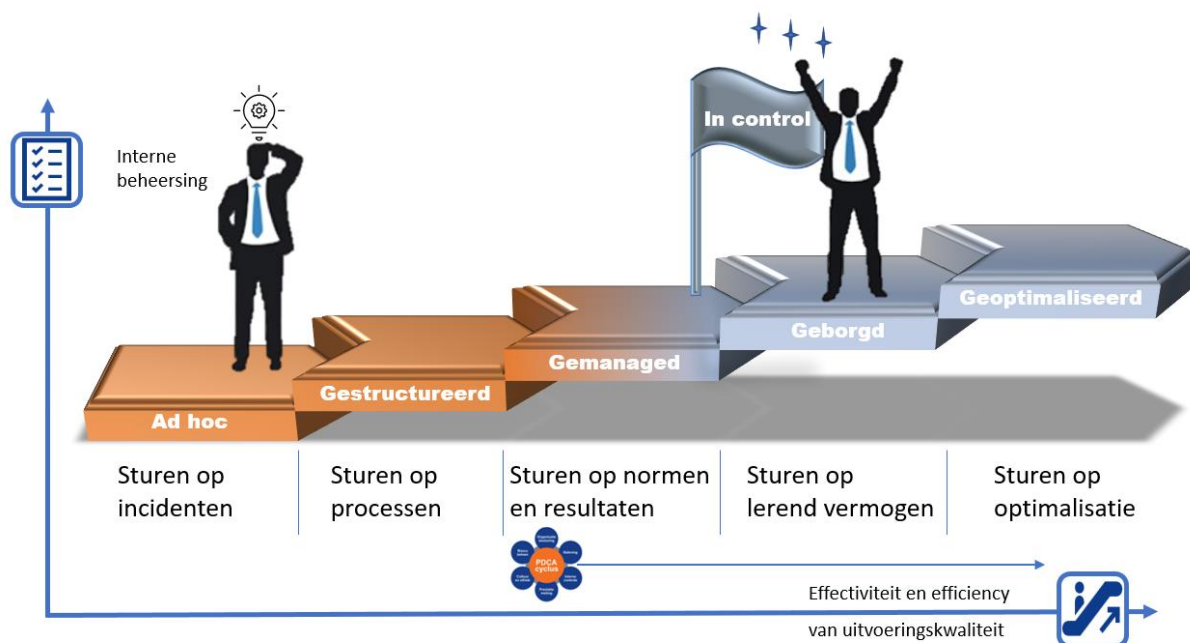 In control
Interne
beheersing
Geoptimaliseerd
Geborgd
Gemanaged
Gestructureerd
Ad hoc
Sturen op
incidenten
Sturen op
processen
Sturen op normen
en resultaten
Sturen op
lerend vermogen
Sturen op
optimalisatie
PDCA
cyclus
Effectiviteit en efficiency
van uitvoeringskwaliteit